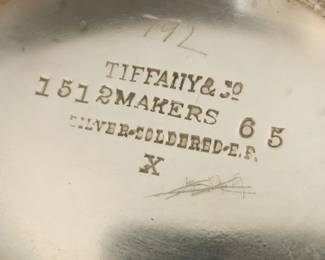 792
TIFFANY & CO
1512 MAKERS 65
SILVER-SOLDERED-E.P.
X